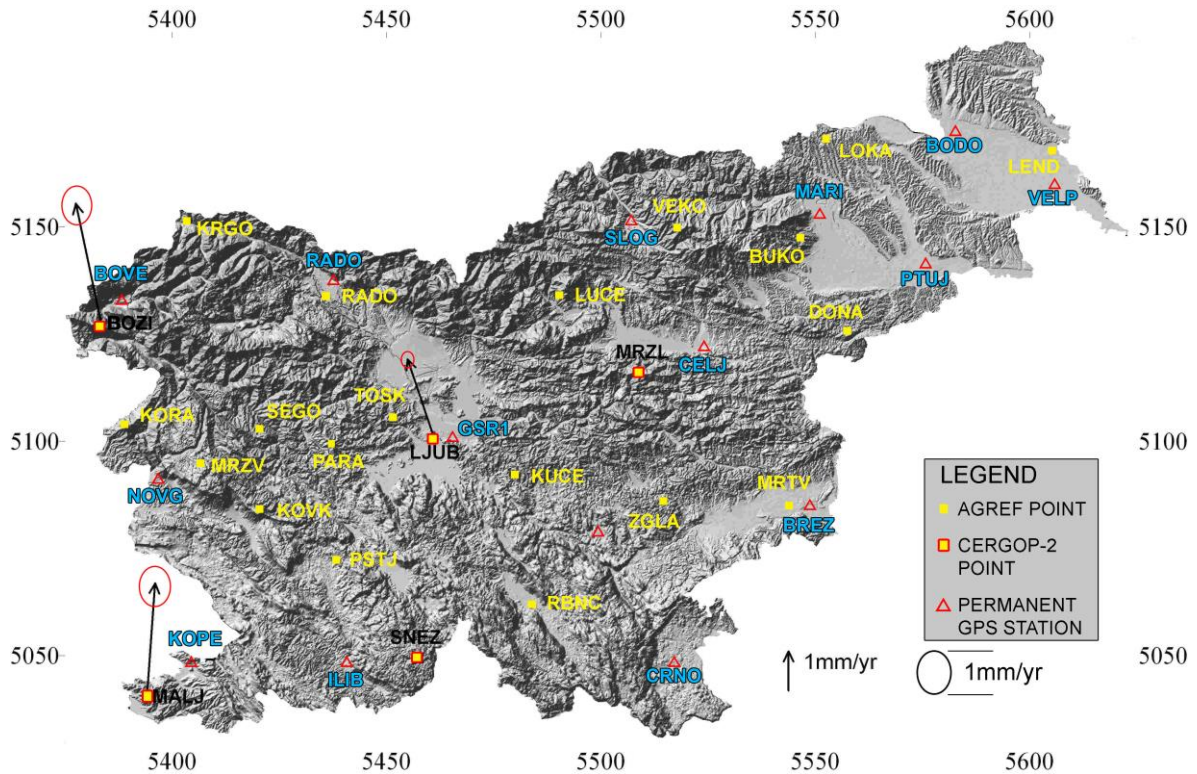 5400 5450 5500 5550 5600
LOKA
BODO
LEND
MARI
VELP
VEKO
5150 5150
KRGO
SLOG
BUKO
RADO
BOVE
PTUJ
RADO
LUCE
DONA
BOZI
MRZL
CELJ
TOSK
SEGO
KORA
GSR1
5100 5100
LJUB
PARA
MRZV
KUCE
LEGEND
MRTV
NOVG
AGREF POINT
KOVK
ZGLA
BREZ
CERGOP-2
PSTJ
POINT
RBNC
PERMANENT
GPS STATION
KOPE
SNEZ
5050 5050
ILIB
CRNO
1mm/yr
1mm/yr
MALJ
5400 5450 5500 5550 5600